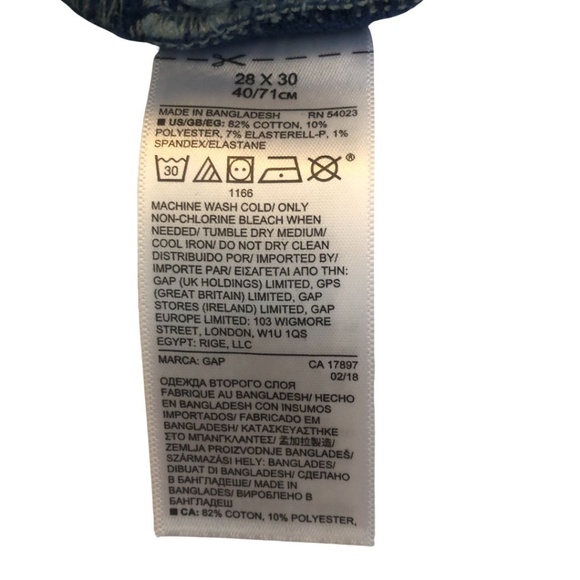 28 X 30
40/71CM
MADE IN BANGLADESH RN 54023
■ US/GB/EG: 82% COTTON, 10%
POLYESTER, 7% ELASTERELL-P, 1%
SPANDEX/ELASTANE
30 ®
1166
MACHINE WASH COLD/ ONLY
NON-CHLORINE BLEACH WHEN
NEEDED/ TUMBLE DRY MEDIUM/
COOL IRON/ DO NOT DRY CLEAN
DISTRIBUIDO POR/ IMPORTED BY/
IMPORTE PAR/ ΕΙΣΑΓΕΤΑΙ ΑΠΟ ΤΗΝ:
GAP (UK HOLDINGS) LIMITED, GPS
(GREAT BRITAIN) LIMITED, GAP
STORES (IRELAND) LIMITED, GAP
EUROPE LIMITED: 103 WIGMORE
STREET, LONDON, W1U 1QS
EGYPT: RIGE, LLC
MARCA: GAP CA 17897
02/18
ОДЕЖДА ВТОРОГО СЛОЯ
FABRIQUE AU BANGLADESH/ HECHO
EN BANGLADESH CON INSUMOS
IMPORTADOS/ FABRICADO EM
BANGLADESH/ ΚΑΤΑΣΚΕΥΑΣΤΗΚΕ
ΣΤΟ ΜΠΑΝΓΚΛΑΝΤΕΣ/ 孟加拉製造/
ZEMLJA PROIZVODNJE BANGLADEŠ/
SZÁRMAZÁSI HELY: BANGLADES/
DIBUAT DI BANGLADESH/ СДЕЛАНО
В БАНГЛАДЕШЕ/ MADE IN
BANGLADES/ ВИРОБЛЕНО В
БАНГЛАДЕШ
■ CA: 82% COTON, 10% POLYESTER,